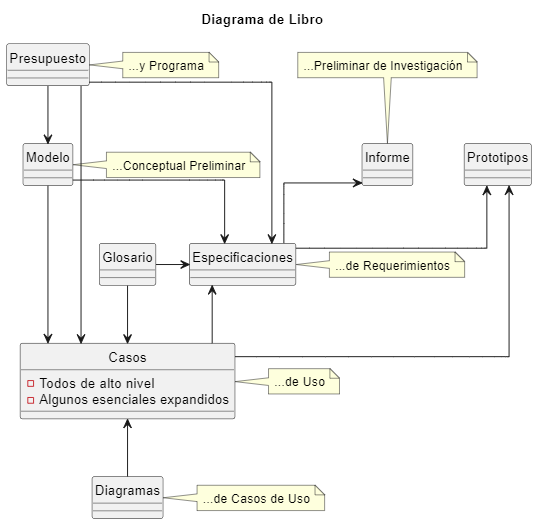 Diagrama de Libro
Presupuesto
...y Programa
...Preliminar de Investigación
Modelo
...Conceptual Preliminar
Informe
Prototipos
Glosario
Especificaciones
...de Requerimientos
Casos
Todos de alto nivel
Algunos esenciales expandidos
...de Uso
Diagramas
...de Casos de Uso